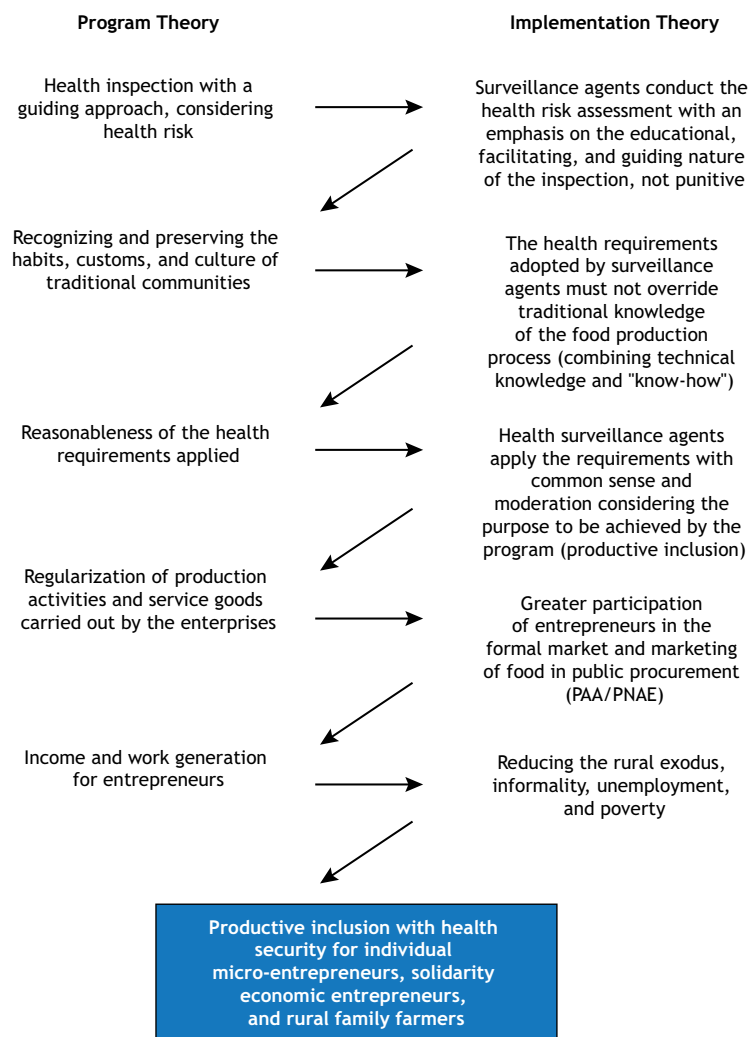 Program Theory
Implementation Theory
Health inspection with a
guiding approach, considering
health risk
Surveillance agents conduct the
health risk assessment with an
emphasis on the educational,
facilitating, and guiding nature
of the inspection, not punitive
Recognizing and preserving the
habits, customs, and culture of
traditional communities
The health requirements
adopted by surveillance
agents must not override
traditional knowledge
of the food production
process (combining technical
knowledge and "know-how")
Reasonableness of the health
requirements applied
Health surveillance agents
apply the requirements with
common sense and
moderation considering the
purpose to be achieved by the
program (productive inclusion)
Regularization of production
activities and service goods
carried out by the enterprises
Greater participation
of entrepreneurs in the
formal market and marketing
of food in public procurement
(PAA/PNAE)
Income and work generation
for entrepreneurs
Reducing the rural exodus,
informality, unemployment,
and poverty
Productive inclusion with health
security for individual
micro-entrepreneurs, solidarity
economic entrepreneurs,
and rural family farmers